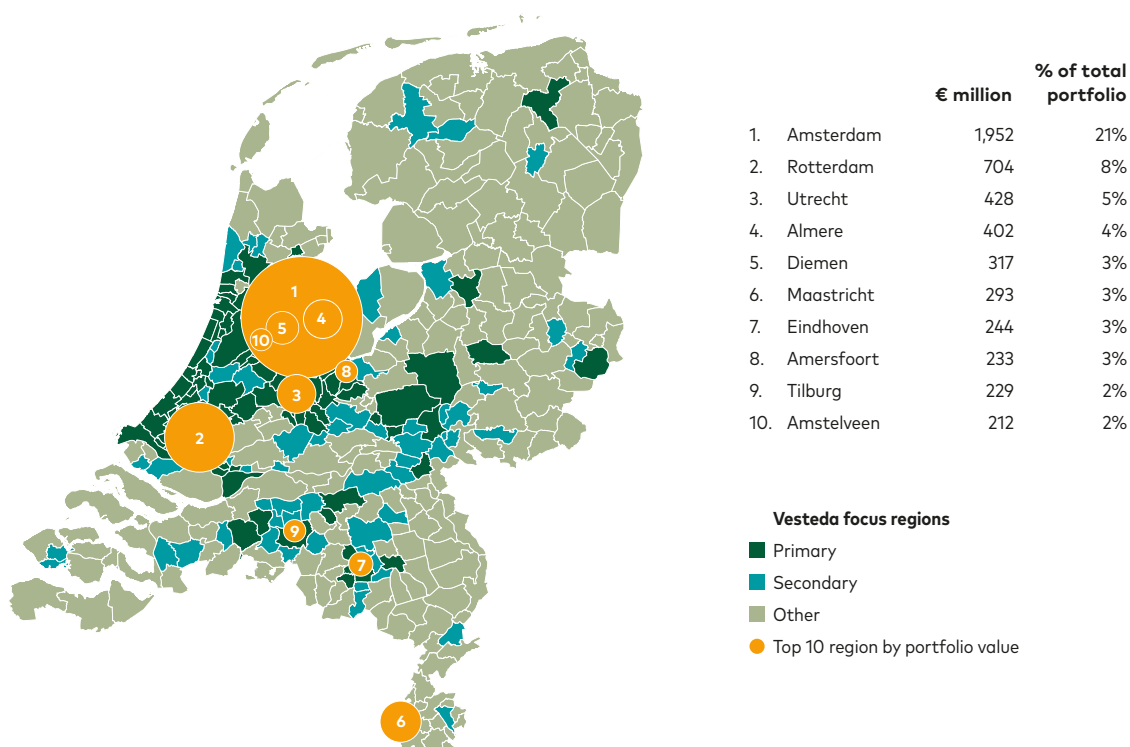 1
5
4
10
8
3
2
9
7
6
€ million % of total portfolio
1. Amsterdam 1,952 21%
2. Rotterdam 704 8%
3. Utrecht 428 5%
4. Almere 402 4%
5. Diemen 317 3%
6. Maastricht 293 3%
7. Eindhoven 244 3%
8. Amersfoort 233 3%
9. Tilburg 229 2%
10. Amstelveen 212 2%
Vesteda focus regions
Primary
Secondary
Other
Top 10 region by portfolio value